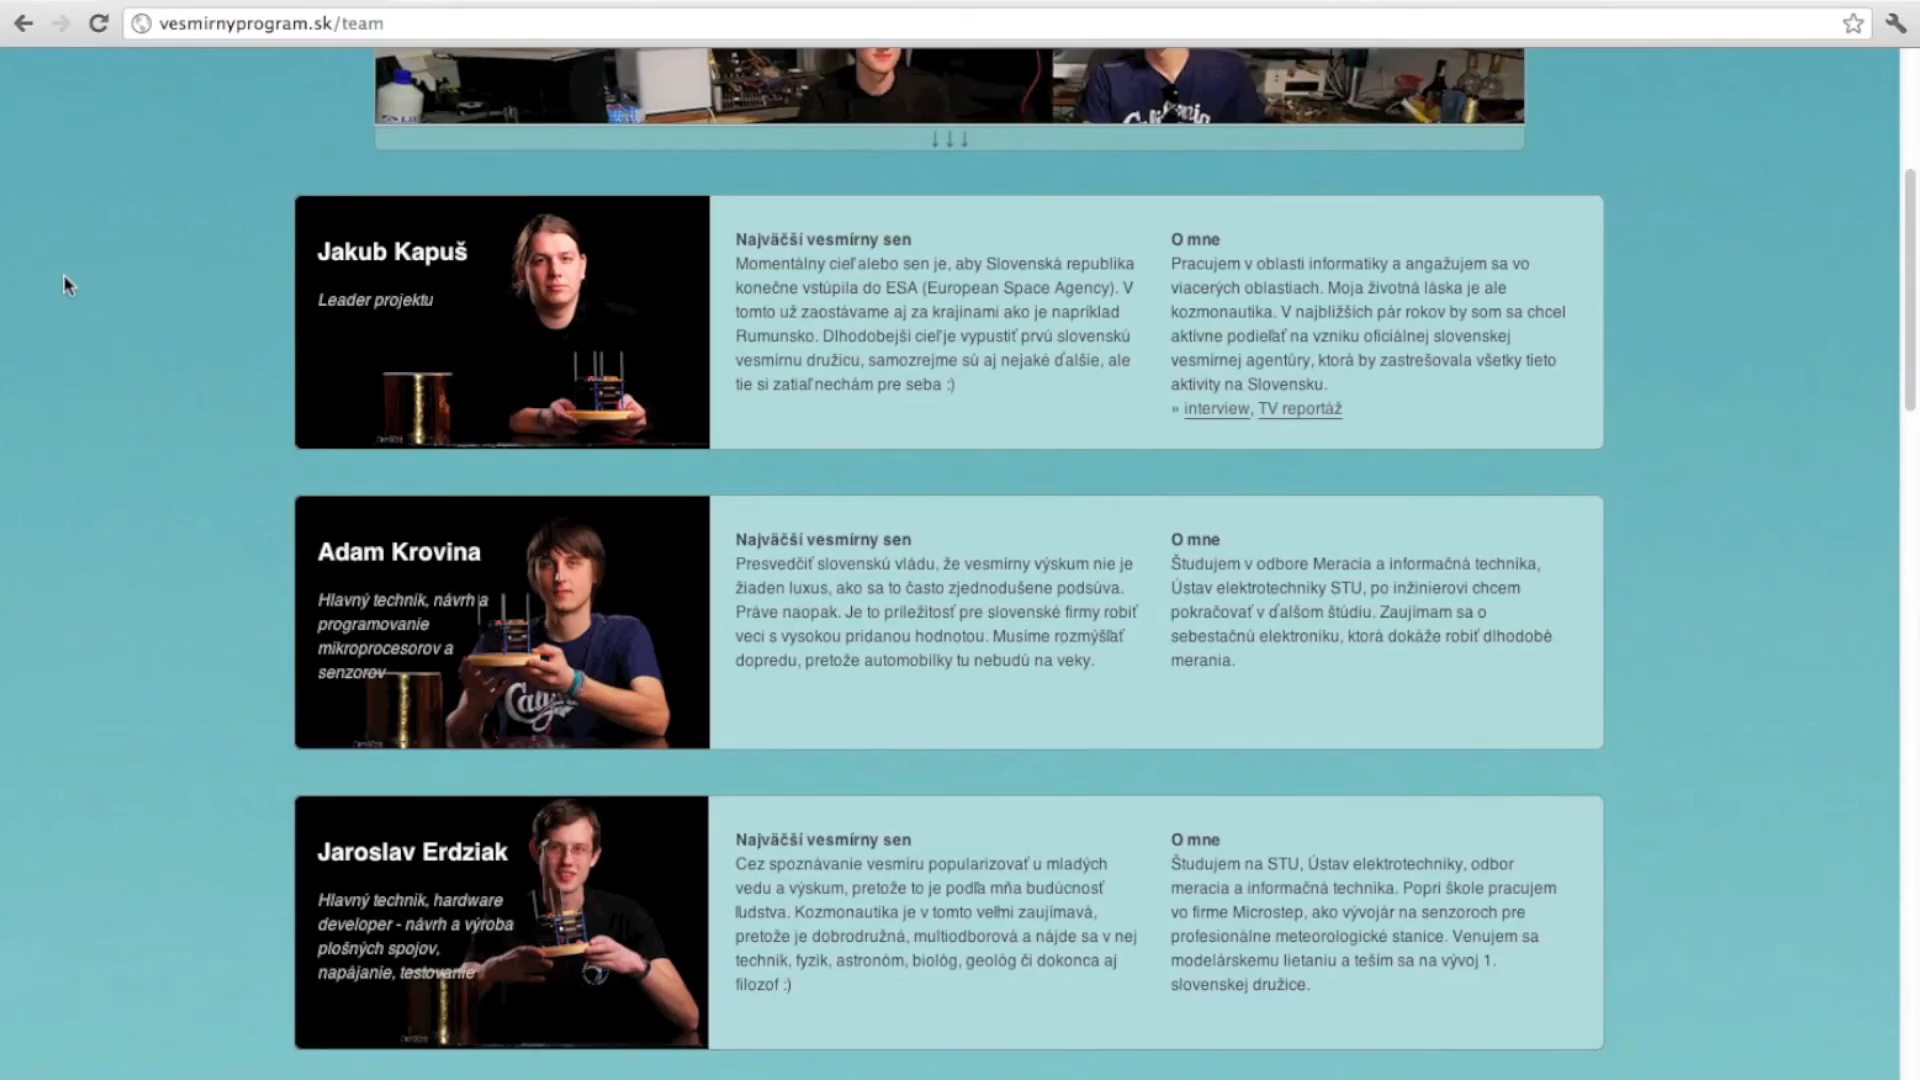 vesmirnyprogram.sk/team
↓ ↓ ↓
Jakub Kapuš
Leader projektu
Najväčší vesmírny sen
Momentálny cieľ alebo sen je, aby Slovenská republika
konečne vstúpila do ESA (European Space Agency). V
tomto už zaostávame aj za krajinami ako je napríklad
Rumunsko. Dlhodobejší cieľ je vypustiť prvú slovenskú
vesmírnu družicu, samozrejme sú aj nejaké ďalšie, ale
tie si zatiaľ nechám pre seba :)
O mne
Pracujem v oblasti informatiky a angažujem sa vo
viacerých oblastiach. Moja životná láska je ale
kozmonautika. V najbližších pár rokov by som sa chcel
aktívne podieľať na vzniku oficiálnej slovenskej
vesmírnej agentúry, ktorá by zastrešovala všetky tieto
aktivity na Slovensku.
» interview, TV reportáž
Adam Krovina
Hlavný technik, návrh a
programovanie
mikroprocesorov a
senzorov
Najväčší vesmírny sen
Presvedčiť slovenskú vládu, že vesmírny výskum nie je
žiaden luxus, ako sa to často zjednodušene podsúva.
Práve naopak. Je to príležitosť pre slovenské firmy robiť
veci s vysokou pridanou hodnotou. Musíme rozmýšľať
dopredu, pretože automobilky tu nebudú na veky.
O mne
Študujem v odbore Meracia a informačná technika,
Ústav elektrotechniky STU, po inžinierovi chcem
pokračovať v ďalšom štúdiu. Zaujímam sa o
sebestačnú elektroniku, ktorá dokáže robiť dlhodobé
merania.
Jaroslav Erdziak
Hlavný technik, hardware
developer - návrh a výroba
plošných spojov,
napájanie, testovanie
Najväčší vesmírny sen
Cez spoznávanie vesmíru popularizovať u mladých
vedu a výskum, pretože to je podľa mňa budúcnosť
ľudstva. Kozmonautika je v tomto veľmi zaujímavá,
pretože je dobrodružná, multiodborová a nájde sa v nej
technik, fyzik, astronóm, biológ, geológ či dokonca aj
filozof :)
O mne
Študujem na STU, Ústav elektrotechniky, odbor
meracia a informačná technika. Popri škole pracujem
vo firme Microstep, ako vývojár na senzoroch pre
profesionálne meteorologické stanice. Venujem sa
modelárskemu lietaniu a teším sa na vývoj 1.
slovenskej družice.